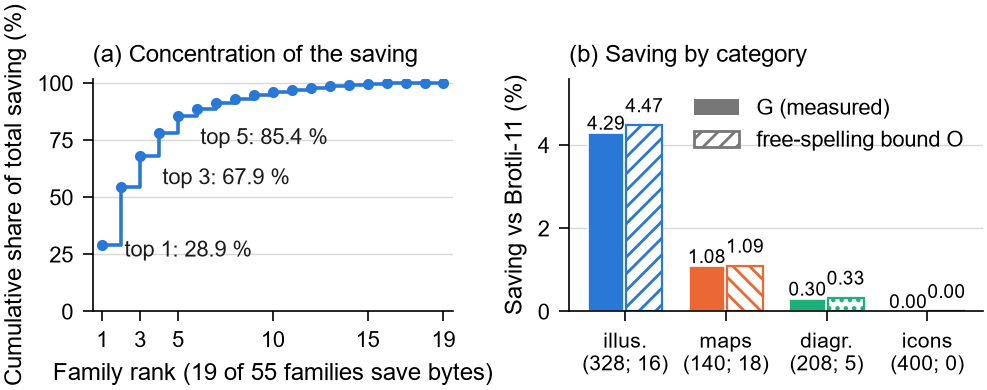 (a) Concentration of the saving
Cumulative share of total saving (%)
100
75
50
25
0
top 5: 85.4 %
top 3: 67.9 %
top 1: 28.9 %
1 3 5 10 15 19
Family rank (19 of 55 families save bytes)
(b) Saving by category
Saving vs Brotli-11 (%)
4
2
0
G (measured)
free-spelling bound O
4.29 4.47
1.08 1.09
0.30 0.33
0.00 0.00
illus. maps diagr. icons
(328; 16) (140; 18) (208; 5) (400; 0)